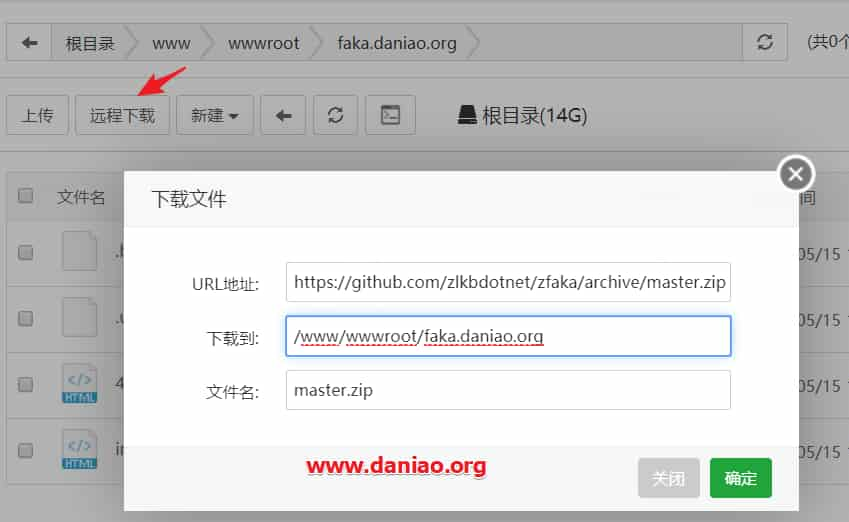 根目录 www wwwroot faka.daniao.org (共0个
上传 远程下载 新建 根目录(14G)
下载文件
文件名 间
URL地址: https://github.com/zlkbdotnet/zfaka/archive/master.zip
05/15 1
下载到: /www/wwwroot/faka.daniao.org
05/15 1
文件名: master.zip
4 05/15 1
HTML
in 05/15 1
HTML
www.daniao.org
关闭 确定